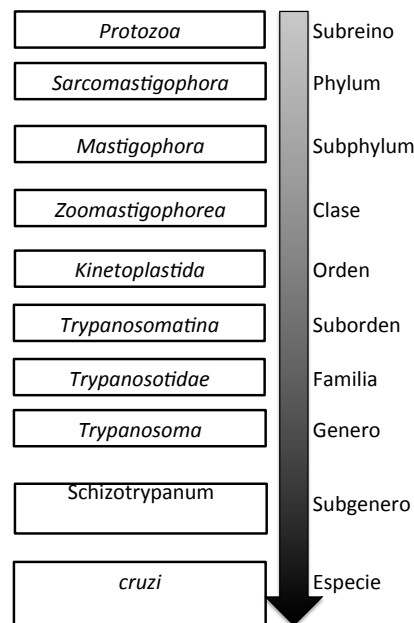 Protozoa Subreino
Sarcomastigophora Phylum
Mastigophora Subphylum
Zoomastigophorea Clase
Kinetoplastida Orden
Trypanosomatina Suborden
Trypanosotidae Familia
Trypanosoma Genero
Schizotrypanum Subgenero
cruzi Especie